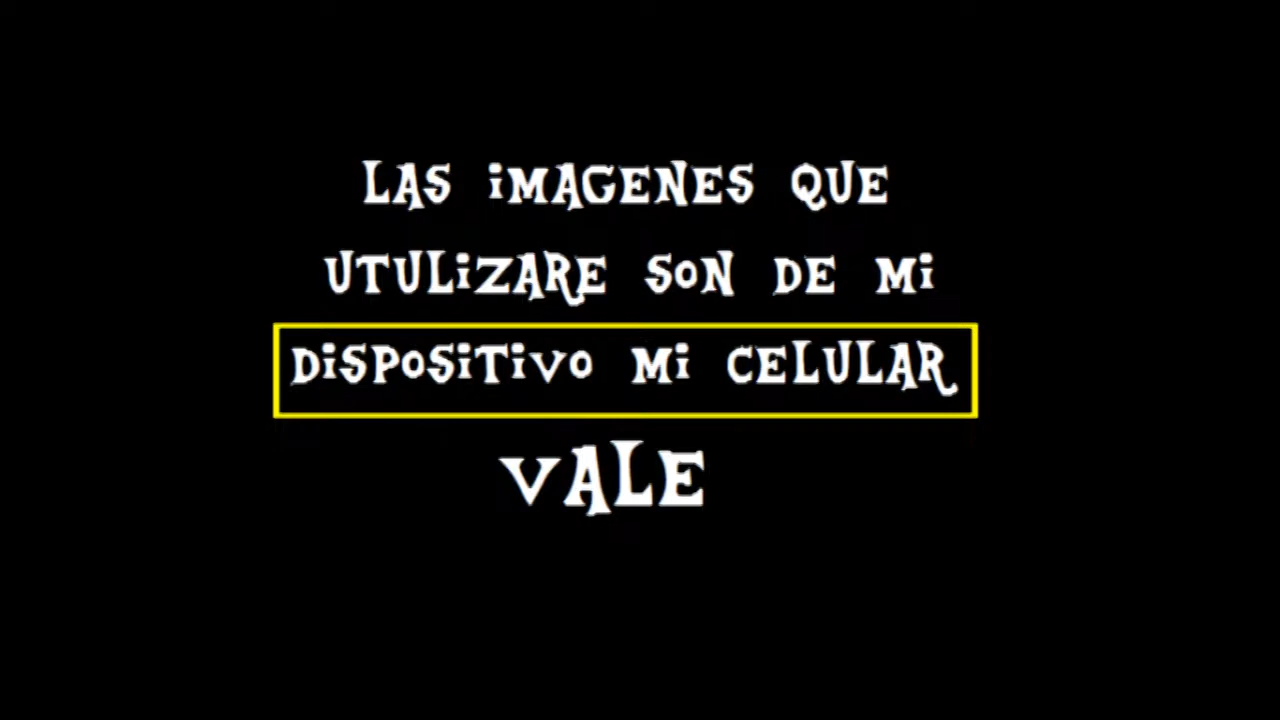 LAS iMAGENES QUE
UTULiZARE SON DE Mi
DiSPOSiTiVO Mi CELULAR
VALE